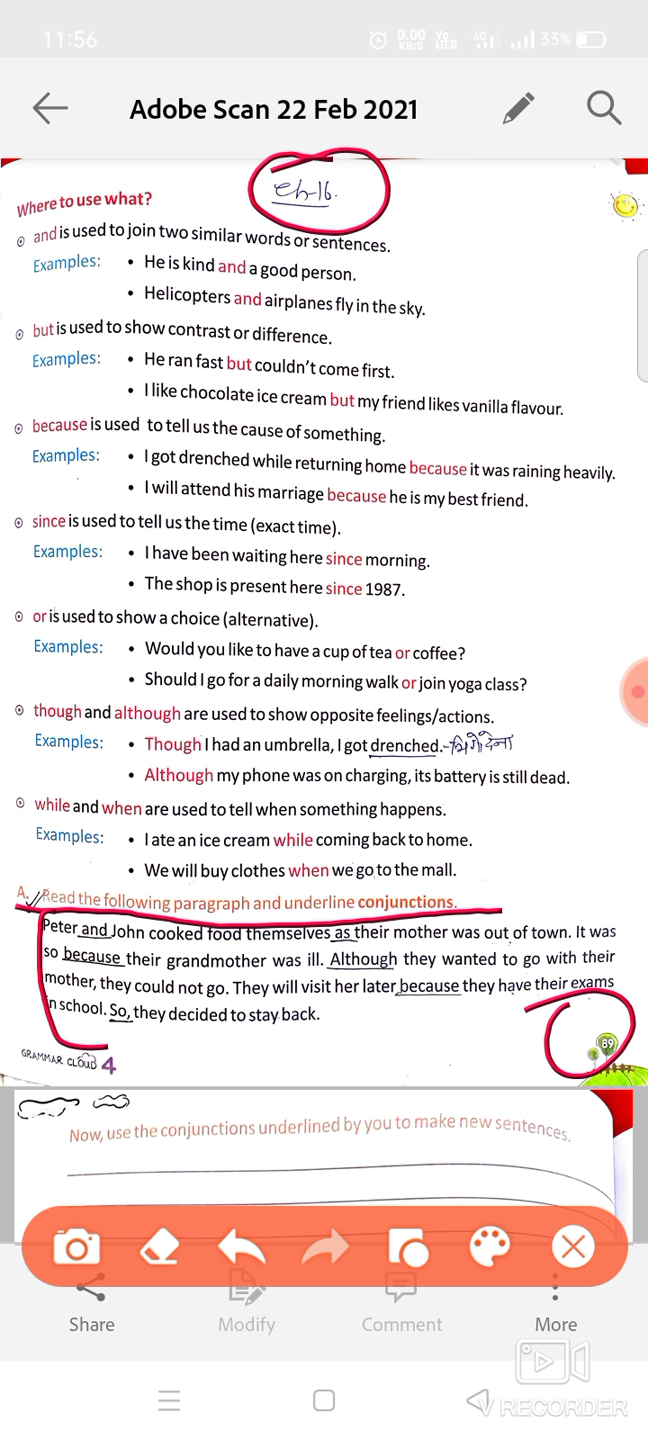 11:56 0.00 KB/S Vo LTED 4G 33%
Adobe Scan 22 Feb 2021
ch-16.
Where to use what?
and is used to join two similar words or sentences.
Examples: • He is kind and a good person.
• Helicopters and airplanes fly in the sky.
but is used to show contrast or difference.
Examples: • He ran fast but couldn't come first.
• I like chocolate ice cream but my friend likes vanilla flavour.
because is used to tell us the cause of something.
Examples: • I got drenched while returning home because it was raining heavily.
• I will attend his marriage because he is my best friend.
since is used to tell us the time (exact time).
Examples: • I have been waiting here since morning.
• The shop is present here since 1987.
or is used to show a choice (alternative).
Examples: • Would you like to have a cup of tea or coffee?
• Should I go for a daily morning walk or join yoga class?
though and although are used to show opposite feelings/actions.
Examples: • Though I had an umbrella, I got drenched. - भिगो देना
• Although my phone was on charging, its battery is still dead.
while and when are used to tell when something happens.
Examples: • I ate an ice cream while coming back to home.
• We will buy clothes when we go to the mall.
A. Read the following paragraph and underline conjunctions.
Peter and John cooked food themselves as their mother was out of town. It was
so because their grandmother was ill. Although they wanted to go with their
mother, they could not go. They will visit her later because they have their exams
in school. So, they decided to stay back.
89
GRAMMAR CLOUD 4
Now, use the conjunctions underlined by you to make new sentences.
Share Modify Comment More
V RECORDER